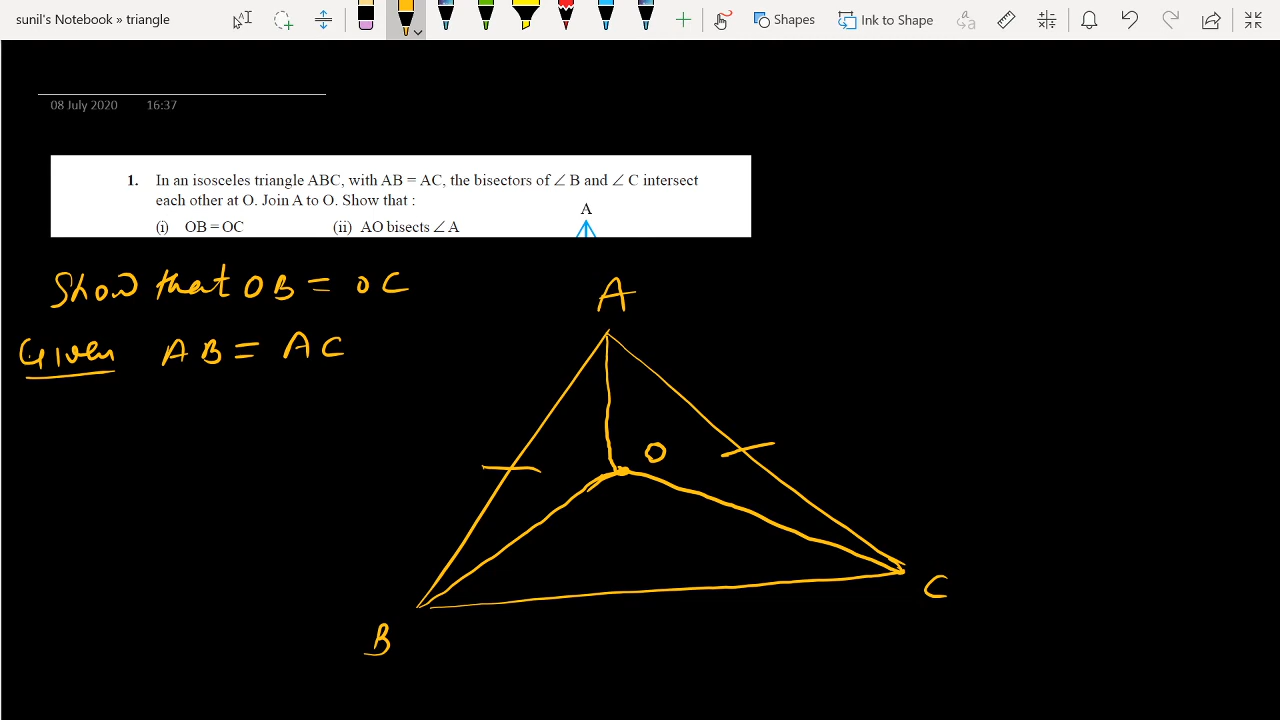 sunil's Notebook » triangle
Shapes
Ink to Shape
08 July 2020 16:37
1. In an isosceles triangle ABC, with AB = AC, the bisectors of ∠ B and ∠ C intersect
each other at O. Join A to O. Show that :
(i) OB = OC (ii) AO bisects ∠ A
A
Show that OB = OC
Given AB = AC
A
O
B
C